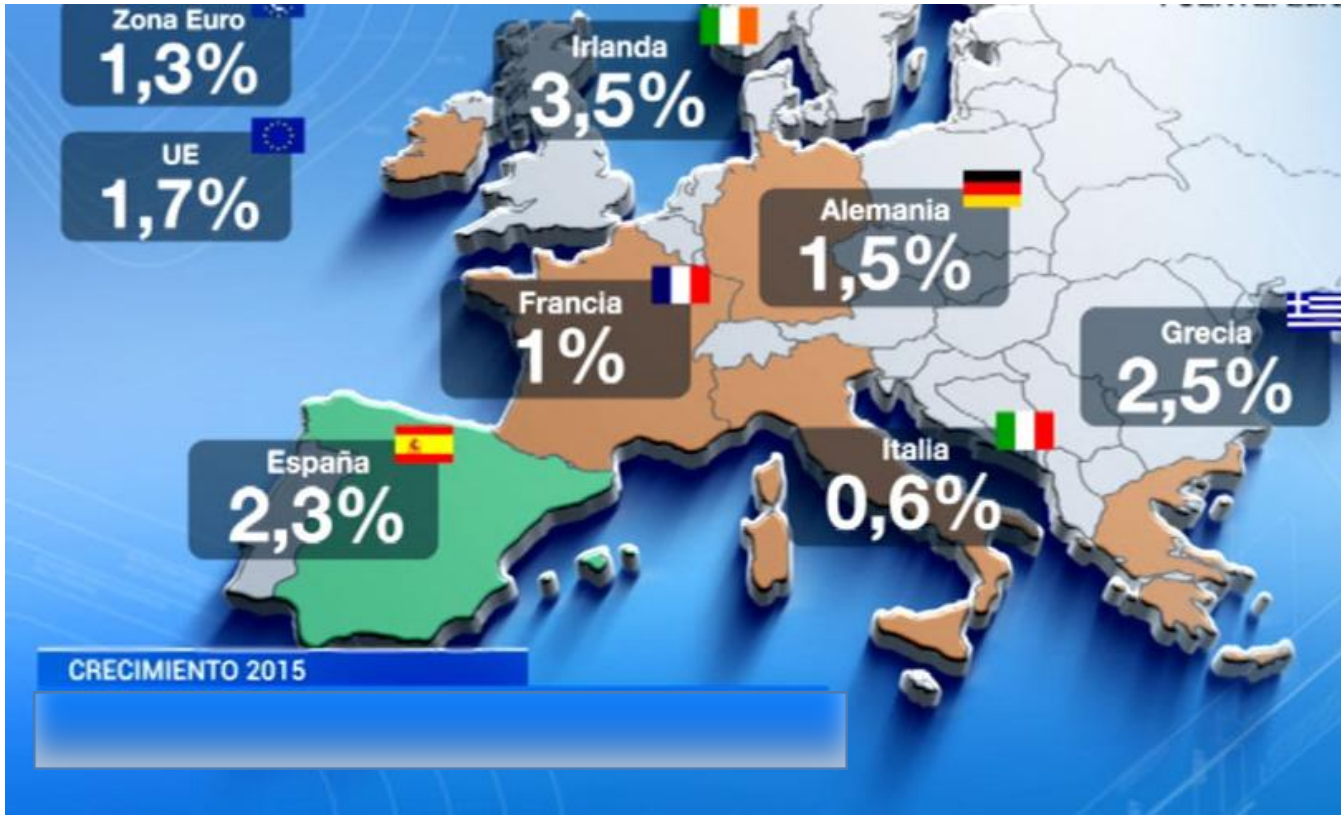 Zona Euro
1,3%
UE
1,7%
Irlanda
3,5%
Alemania
1,5%
Francia
1%
Grecia
2,5%
España
2,3%
Italia
0,6%
CRECIMIENTO 2015